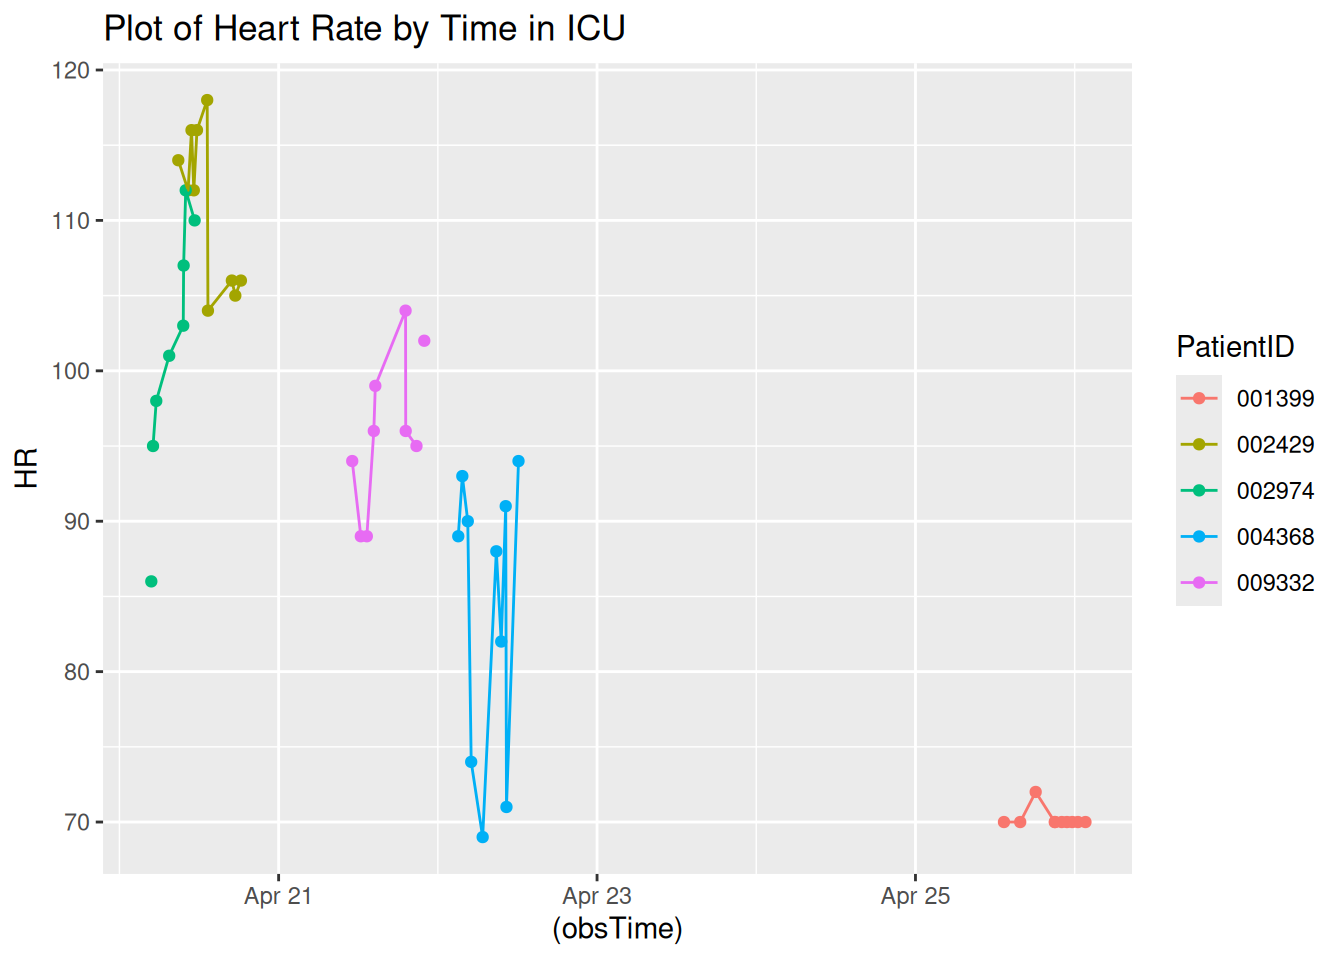 Plot of Heart Rate by Time in ICU
120
110
100
90
80
70
HR
Apr 21
Apr 23
Apr 25
(obsTime)
PatientID
001399
002429
002974
004368
009332